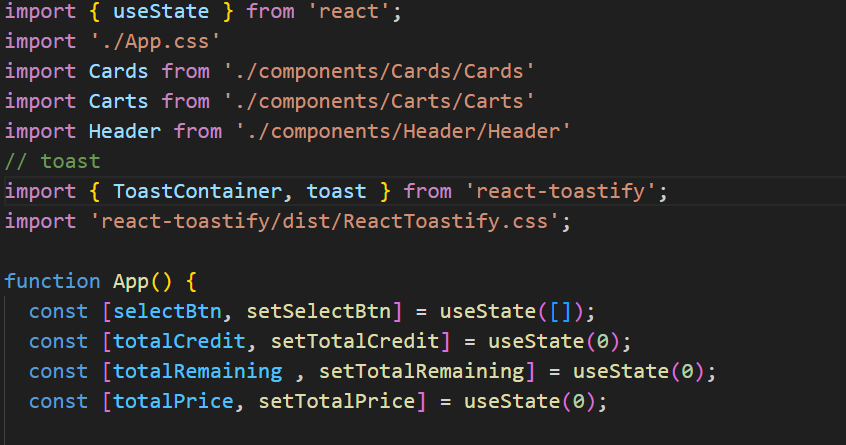 import { useState } from 'react';
import './App.css'
import Cards from './components/Cards/Cards'
import Carts from './components/Carts/Carts'
import Header from './components/Header/Header'
// toast
import { ToastContainer, toast } from 'react-toastify';
import 'react-toastify/dist/ReactToastify.css';

function App() {
  const [selectBtn, setSelectBtn] = useState([]);
  const [totalCredit, setTotalCredit] = useState(0);
  const [totalRemaining , setTotalRemaining] = useState(0);
  const [totalPrice, setTotalPrice] = useState(0);